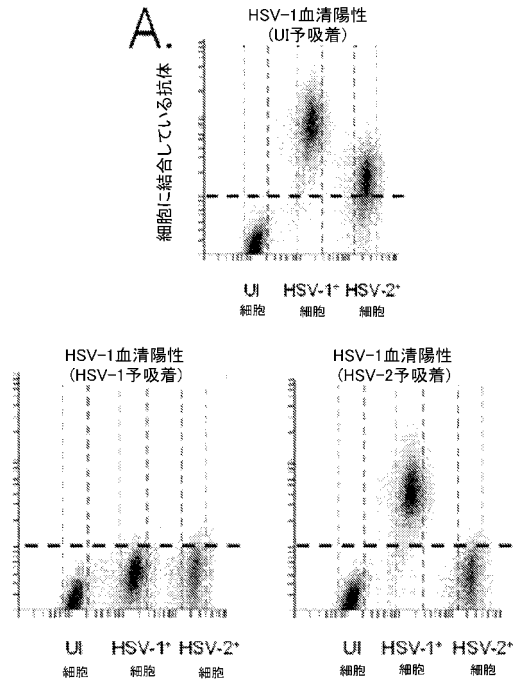 A.
HSV-1血清陽性
(UI予吸着)
細胞に結合している抗体
UI HSV-1⁺ HSV-2⁺
細胞 細胞 細胞
HSV-1血清陽性
(HSV-1予吸着)
UI HSV-1⁺ HSV-2⁺
細胞 細胞 細胞
HSV-1血清陽性
(HSV-2予吸着)
UI HSV-1⁺ HSV-2⁺
細胞 細胞 細胞